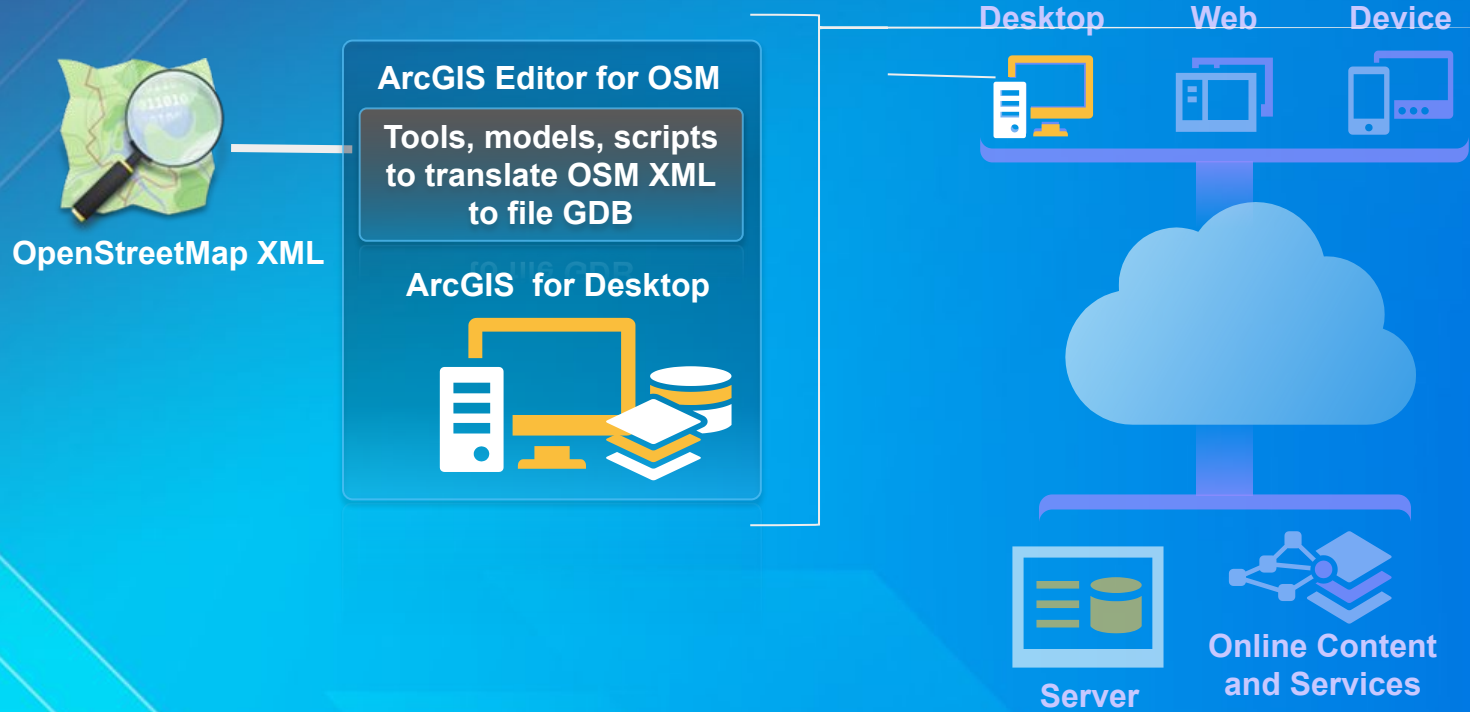 OpenStreetMap XML
ArcGIS Editor for OSM
Tools, models, scripts
to translate OSM XML
to file GDB
ArcGIS for Desktop
Desktop
Web
Device
Server
Online Content
and Services